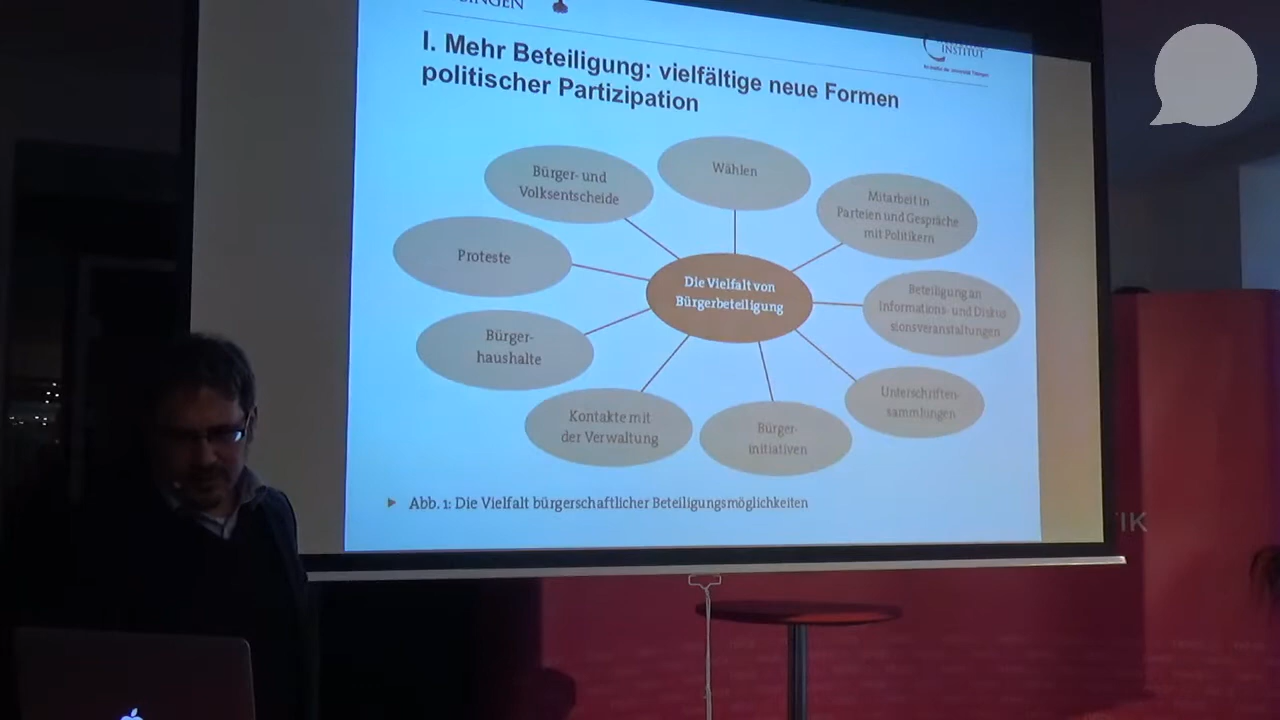 INSTITUT
I. Mehr Beteiligung: vielfältige neue Formen
politischer Partizipation
Wählen
Bürger- und
Volksentscheide
Mitarbeit in
Parteien und Gespräche
mit Politikern
Proteste
Die Vielfalt von
Bürgerbeteiligung
Beteiligung an
Informations- und Diskus
sionsveranstaltungen
Bürger-
haushalte
Unterschriften-
sammlungen
Kontakte mit
der Verwaltung
Bürger-
initiativen
► Abb. 1: Die Vielfalt bürgerschaftlicher Beteiligungsmöglichkeiten
IK